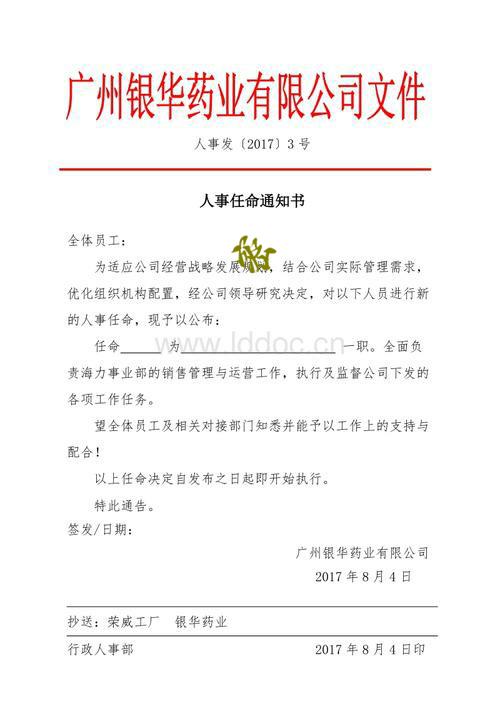 广州银华药业有限公司文件
人事发〔2017〕3 号
人事任命通知书
全体员工：
为适应公司经营战略发展规划，结合公司实际管理需求，
优化组织机构配置，经公司领导研究决定，对以下人员进行新
的人事任命，现予以公布：
任命______为______________________一职。全面负
www.lddoc.cn
责海力事业部的销售管理与运营工作，执行及监督公司下发的
各项工作任务。
望全体员工及相关对接部门知悉并能予以工作上的支持与
配合！
以上任命决定自发布之日起即开始执行。
特此通告。
签发/日期：
广州银华药业有限公司
2017 年 8 月 4 日
抄送：荣威工厂　银华药业
行政人事部　2017 年 8 月 4 日印